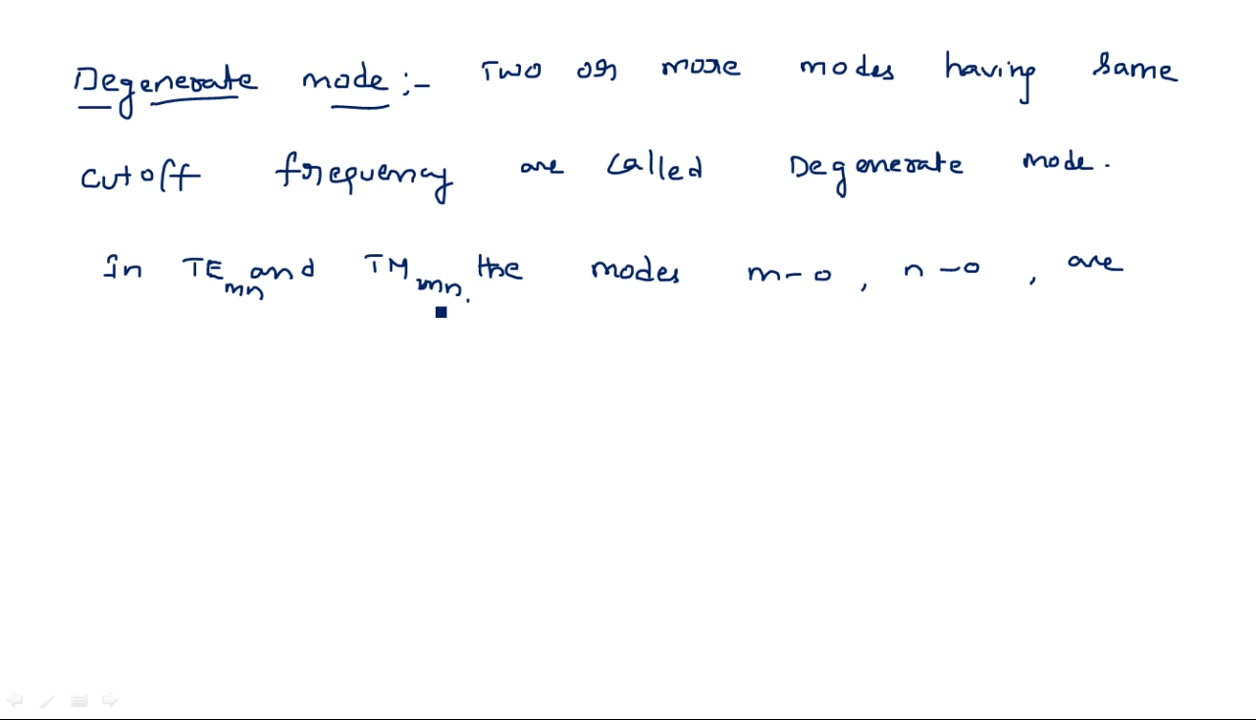 Degenerate mode :- Two or more modes having same
cutoff frequency are called Degenerate mode.
In TEmn and TMmn. the modes m-0, n-0, are